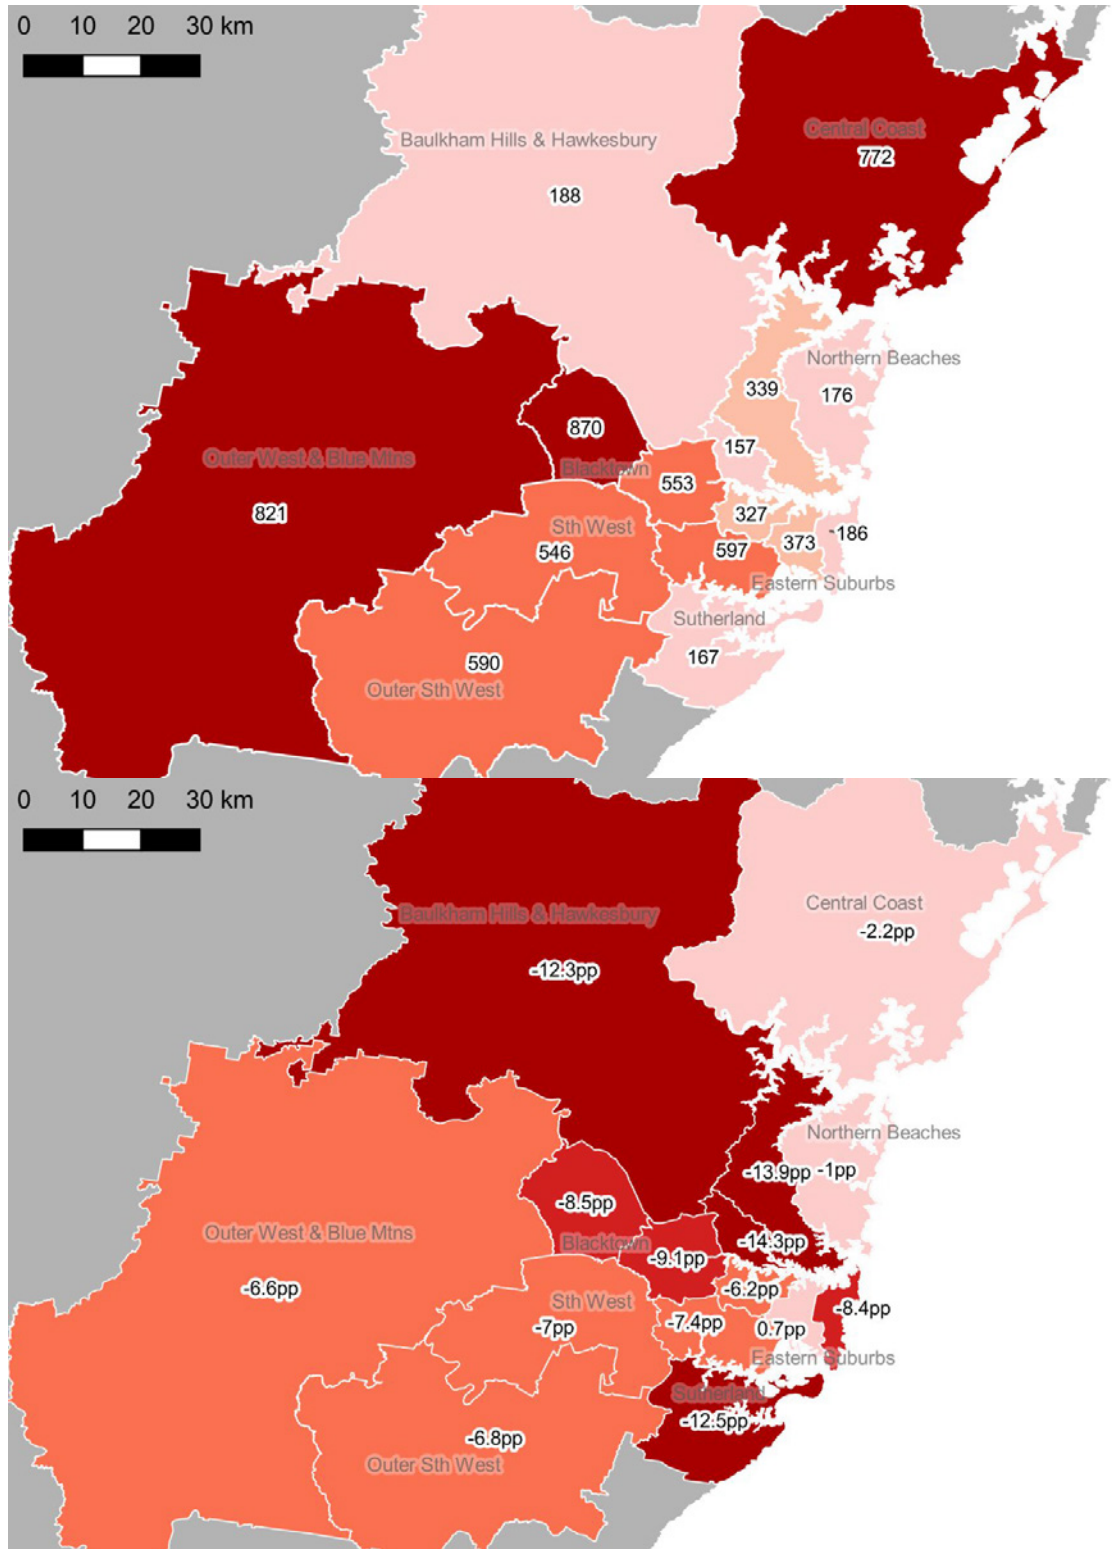 0 10 20 30 km
Central Coast
Baulkham Hills & Hawkesbury
772
188
Northern Beaches
339
176
870
157
Outer West & Blue Mtns
Blacktown
553
821
327
Sth West
186
373
546
597
Eastern Suburbs
Sutherland
167
590
Outer Sth West
0 10 20 30 km
Central Coast
Baulkham Hills & Hawkesbury
-2.2pp
-12.3pp
Northern Beaches
-13.9pp
-1pp
-8.5pp
Outer West & Blue Mtns
Blacktown
-14.3pp
-9.1pp
-6.6pp
-6.2pp
Sth West
-8.4pp
-7pp
-7.4pp
0.7pp
Eastern Suburbs
Sutherland
-12.5pp
-6.8pp
Outer Sth West